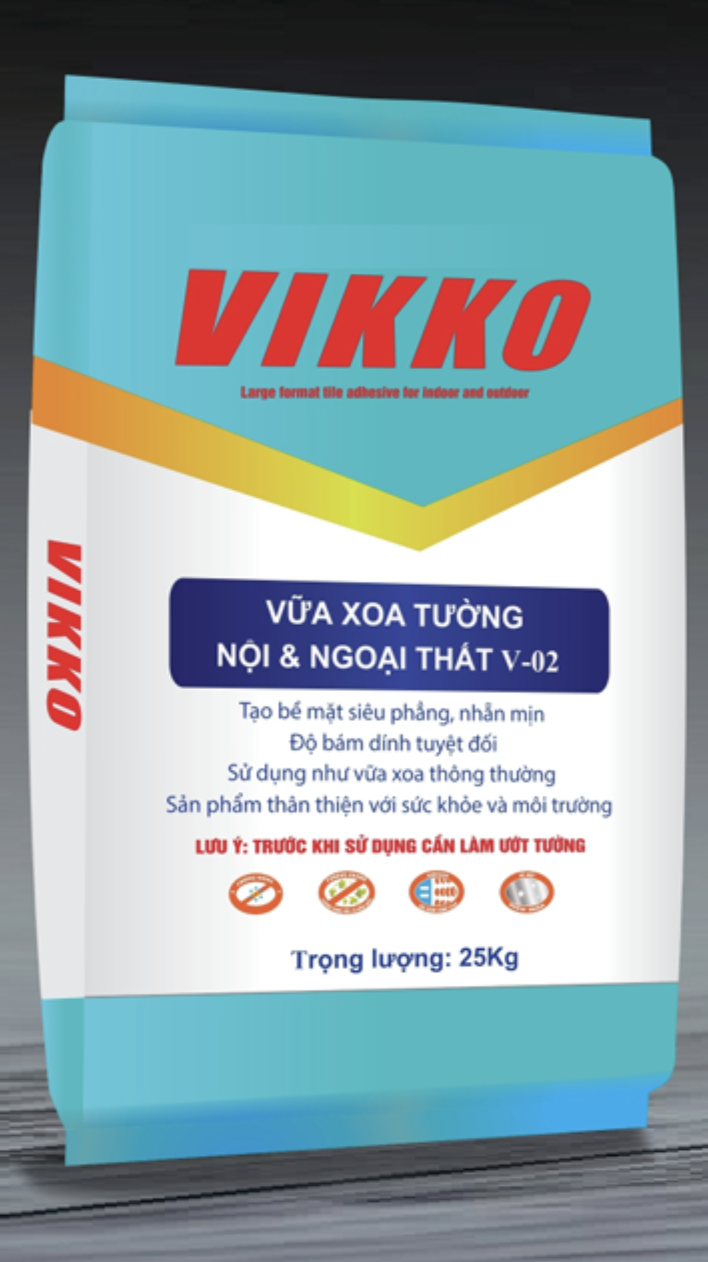 VIKKO
Large format tile adhesive for indoor and outdoor
VIKKO
VỮA XOA TƯỜNG
NỘI & NGOẠI THẤT V-02
Tạo bề mặt siêu phẳng, nhẵn mịn
Độ bám dính tuyệt đối
Sử dụng như vữa xoa thông thường
Sản phẩm thân thiện với sức khỏe và môi trường
LƯU Ý: TRƯỚC KHI SỬ DỤNG CẦN LÀM ƯỚT TƯỜNG
Trọng lượng: 25Kg